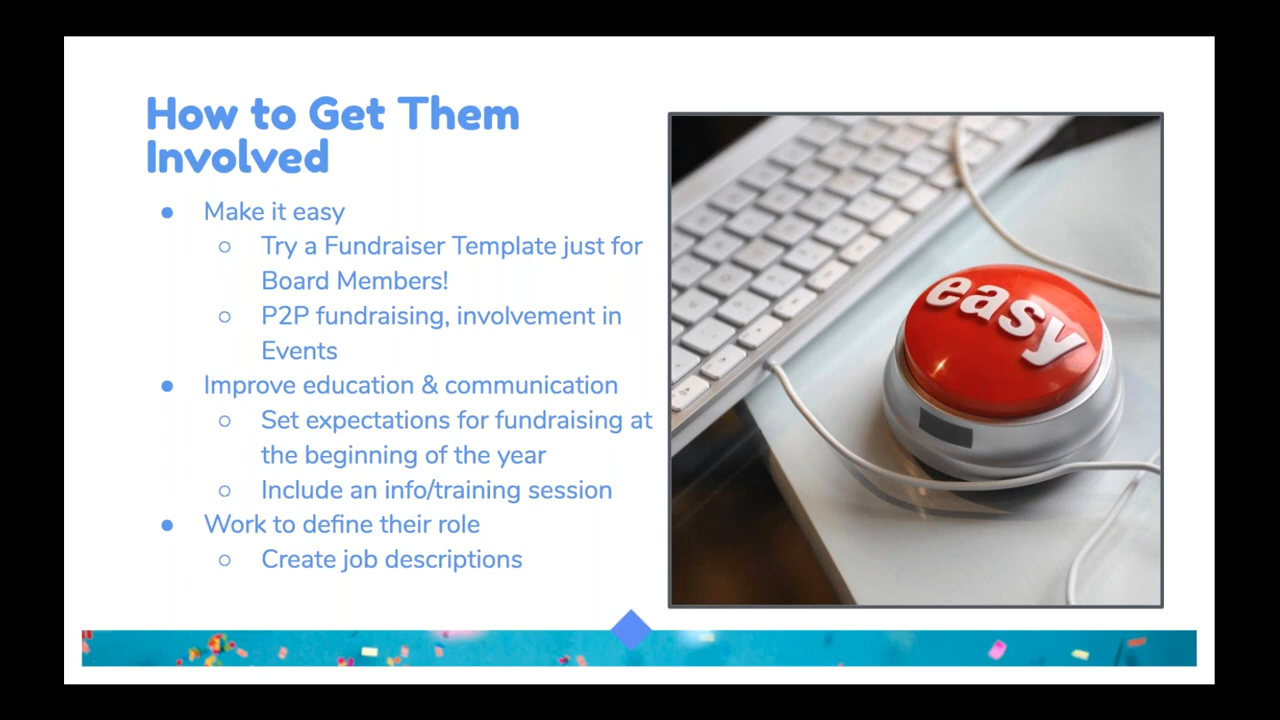 How to Get Them
Involved
● Make it easy
○ Try a Fundraiser Template just for
Board Members!
○ P2P fundraising, involvement in
Events
● Improve education & communication
○ Set expectations for fundraising at
the beginning of the year
○ Include an info/training session
● Work to define their role
○ Create job descriptions
easy